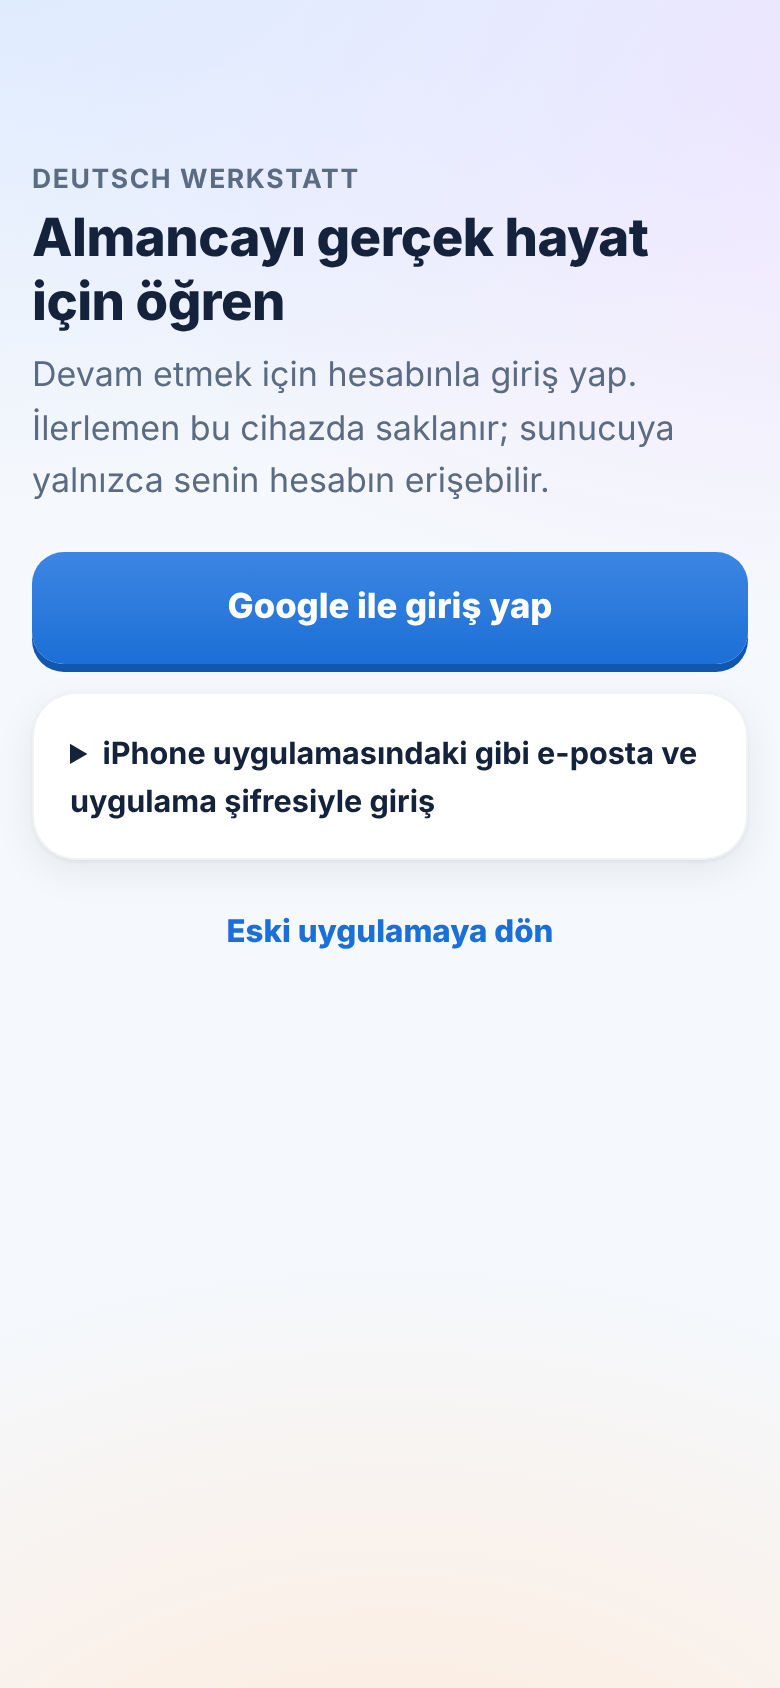 DEUTSCH WERKSTATT
Almancayı gerçek hayat
için öğren
Devam etmek için hesabınla giriş yap.
İlerlemen bu cihazda saklanır; sunucuya
yalnızca senin hesabın erişebilir.
Google ile giriş yap
iPhone uygulamasındaki gibi e-posta ve
uygulama şifresiyle giriş
Eski uygulamaya dön